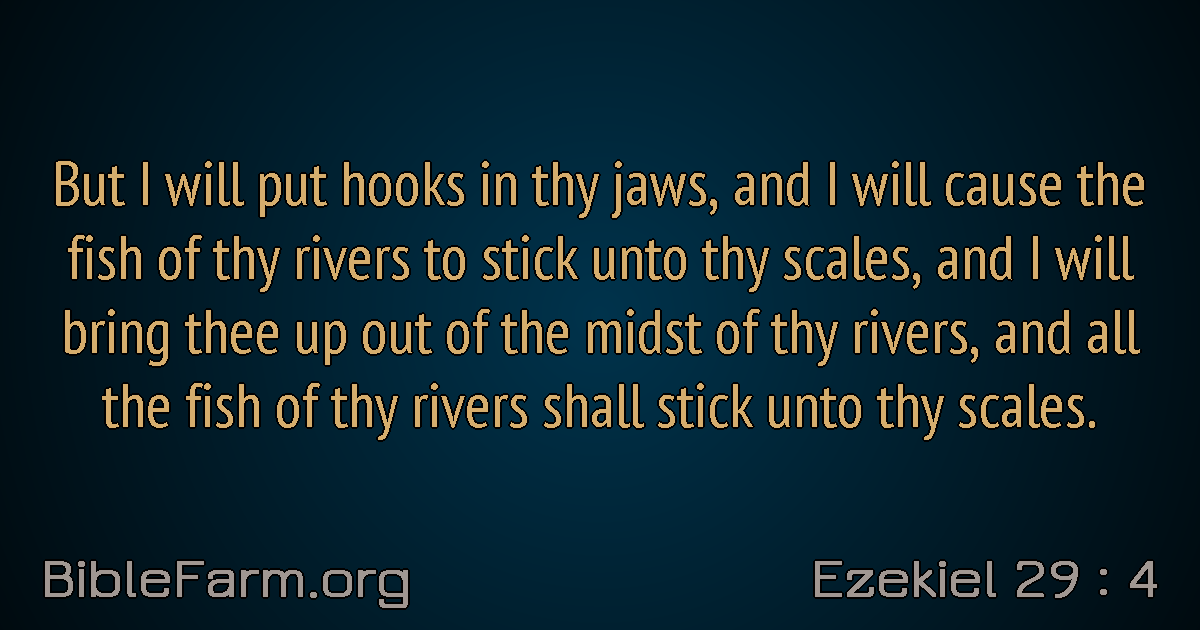 But I will put hooks in thy jaws, and I will cause the
fish of thy rivers to stick unto thy scales, and I will
bring thee up out of the midst of thy rivers, and all
the fish of thy rivers shall stick unto thy scales.
BibleFarm.org
Ezekiel 29 : 4